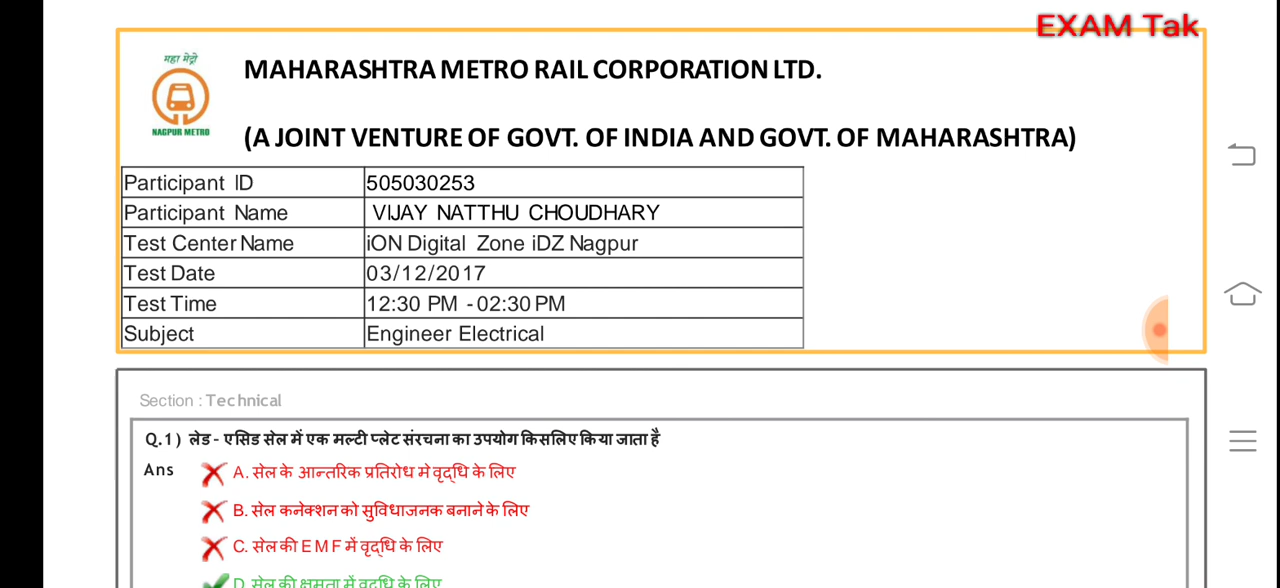 EXAM Tak
महा मेट्रो
NAGPUR METRO
MAHARASHTRA METRO RAIL CORPORATION LTD.
(A JOINT VENTURE OF GOVT. OF INDIA AND GOVT. OF MAHARASHTRA)
Participant ID 505030253
Participant Name VIJAY NATTHU CHOUDHARY
Test Center Name iON Digital Zone iDZ Nagpur
Test Date 03/12/2017
Test Time 12:30 PM - 02:30 PM
Subject Engineer Electrical
Section : Technical
Q.1) लेड - एसिड सेल में एक मल्टी प्लेट संरचना का उपयोग किसलिए किया जाता है
Ans A. सेल के आन्तरिक प्रतिरोध मे वृद्धि के लिए
B. सेल कनेक्शन को सुविधाजनक बनाने के लिए
C. सेल की EMF में वृद्धि के लिए
D. सेल की क्षमता में वृद्धि के लिए